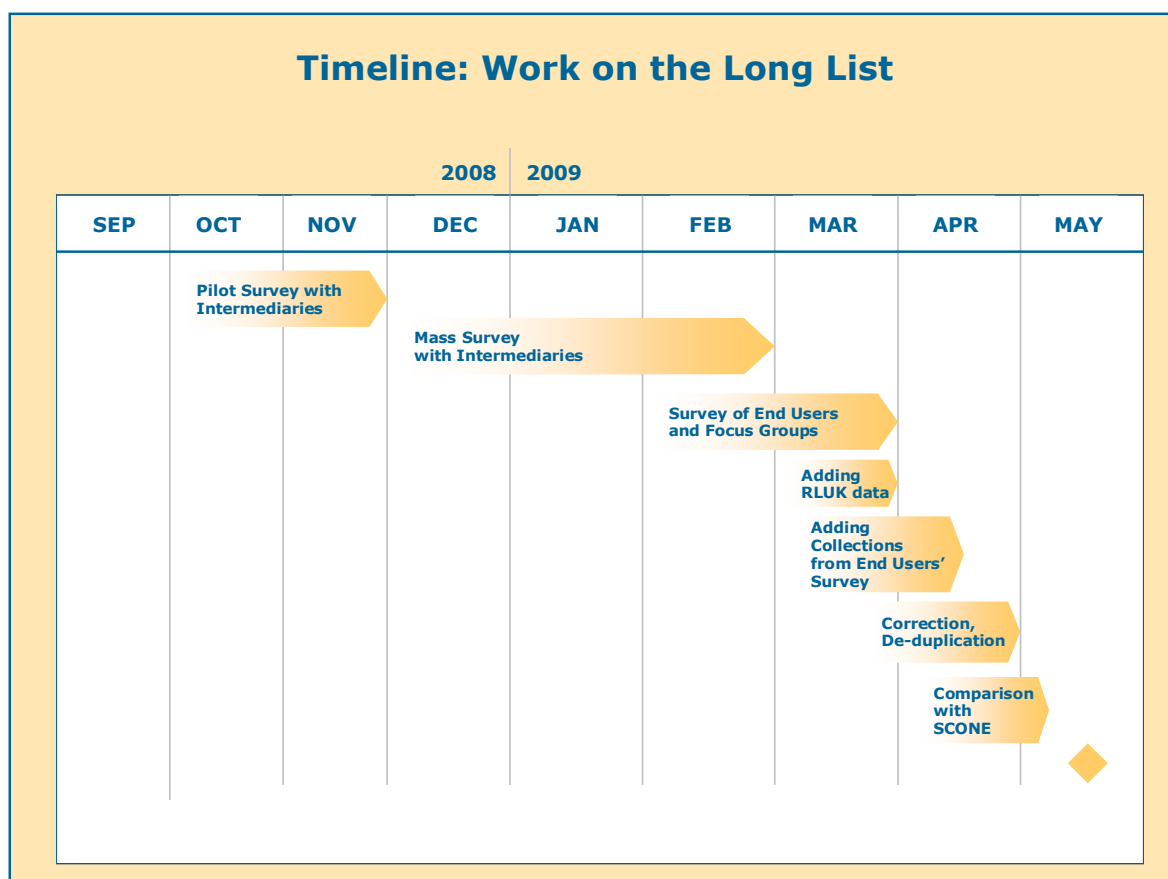 Timeline: Work on the Long List
2008 2009
SEP OCT NOV DEC JAN FEB MAR APR MAY
Pilot Survey with
Intermediaries
Mass Survey
with Intermediaries
Survey of End Users
and Focus Groups
Adding
RLUK data
Adding
Collections
from End Users’
Survey
Correction,
De-duplication
Comparison
with
SCONE